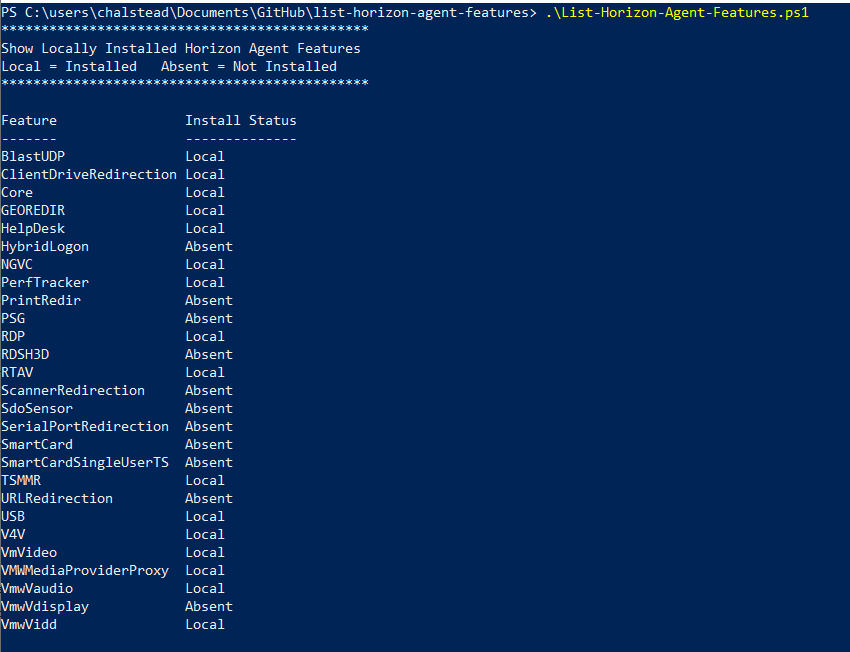 PS C:\users\chalstead\Documents\GitHub\list-horizon-agent-features> .\List-Horizon-Agent-Features.ps1
**********************************************
Show Locally Installed Horizon Agent Features
Local = Installed   Absent = Not Installed
**********************************************
Feature                Install Status
-------                --------------
BlastUDP               Local
ClientDriveRedirection Local
Core                   Local
GEOREDIR               Local
HelpDesk               Local
HybridLogon            Absent
NGVC                   Local
PerfTracker            Local
PrintRedir             Absent
PSG                    Absent
RDP                    Local
RDSH3D                 Absent
RTAV                   Local
ScannerRedirection     Absent
SdoSensor              Absent
SerialPortRedirection  Absent
SmartCard              Absent
SmartCardSingleUserTS  Absent
TSMMR                  Local
URLRedirection         Absent
USB                    Local
V4V                    Local
VmVideo                Local
VMWMediaProviderProxy  Local
VmwVaudio              Local
VmwVdisplay            Absent
VmwVidd                Local